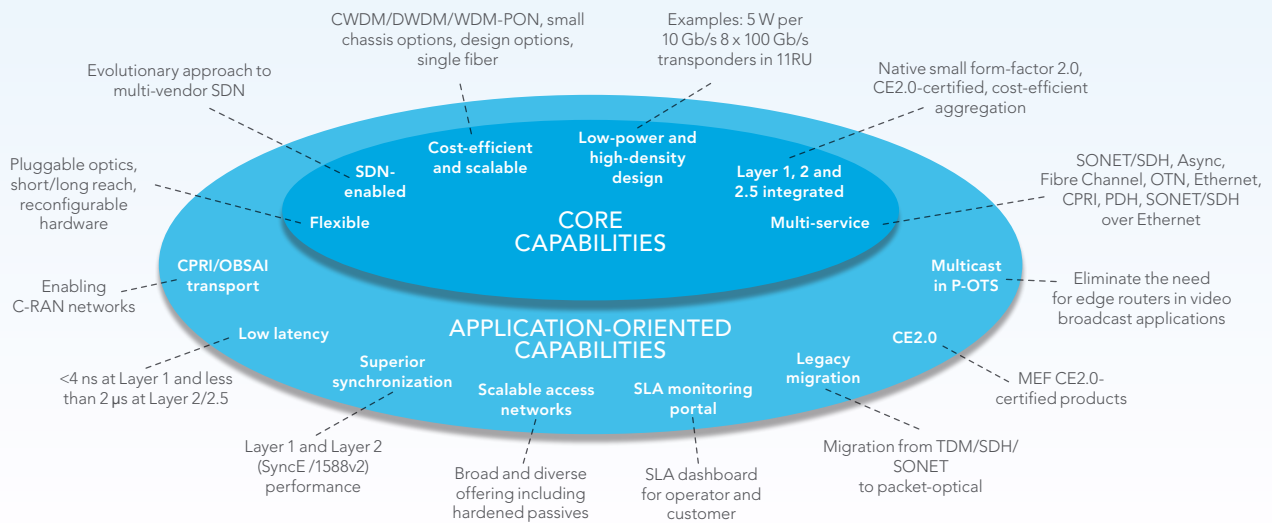 CWDM/DWDM/WDM-PON, small
chassis options, design options,
single fiber
Examples: 5 W per
10 Gb/s 8 x 100 Gb/s
transponders in 11RU
Evolutionary approach to
multi-vendor SDN
Native small form-factor 2.0,
CE2.0-certified, cost-efficient
aggregation
Pluggable optics,
short/long reach,
reconfigurable
hardware
SDN-
enabled
Cost-efficient
and scalable
Low-power and
high-density
design
Layer 1, 2 and
2.5 integrated
SONET/SDH, Async,
Fibre Channel, OTN, Ethernet,
CPRI, PDH, SONET/SDH
over Ethernet
Flexible
CORE
CAPABILITIES
Multi-service
Enabling
C-RAN networks
CPRI/OBSAI
transport
Multicast
in P-OTS
Eliminate the need
for edge routers in video
broadcast applications
Low latency
APPLICATION-ORIENTED
CAPABILITIES
CE2.0
<4 ns at Layer 1 and less
than 2 µs at Layer 2/2.5
Superior
synchronization
Scalable access
networks
SLA monitoring
portal
Legacy
migration
MEF CE2.0-
certified products
Layer 1 and Layer 2
(SyncE /1588v2)
performance
Broad and diverse
offering including
hardened passives
SLA dashboard
for operator and
customer
Migration from TDM/SDH/
SONET
to packet-optical